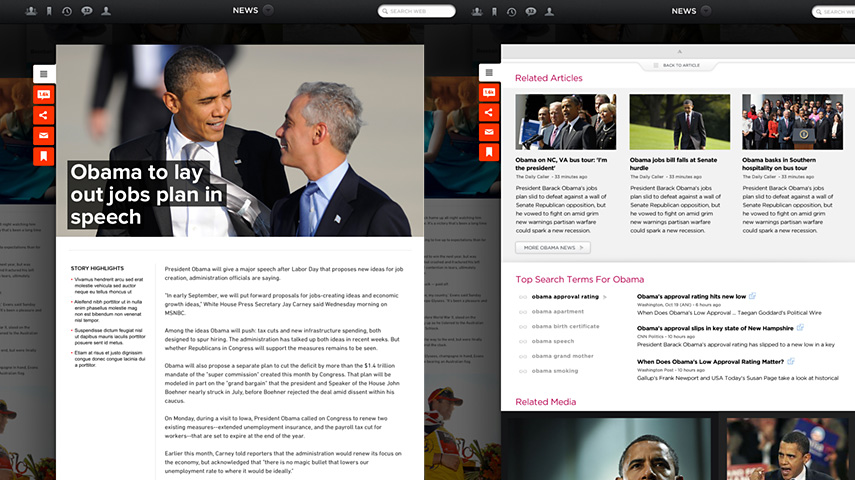 NEWS
SEARCH WEB
52
1.6k
Obama to lay
out jobs plan in
speech
STORY HIGHLIGHTS
Vivamus hendrerit arcu sed erat
molestie vehicula sed auctor
neque eu tellus rhoncus ut
Aleifend nibh porttitor ut in nulla
enim phasellus molestie mag
non est bibendum non venenat
nisl tempor
Suspendisse dictum feugiat nisl
ut dapibus mauris iaculis porttitor
posuere sent id metus.
Etiam at risus et justo dignissim
congue donec congue lacinia dui
a porttitor
President Obama will give a major speech after Labor Day that proposes new ideas for job
creation, administration officials are saying.
"In early September, we will put forward proposals for jobs-creating ideas and economic
growth ideas," White House Press Secretary Jay Carney said Wednesday morning on
MSNBC.
Among the ideas Obama will push: tax cuts and new infrastructure spending, both
designed to spur hiring. The administration has talked up both ideas in recent weeks. But
whether Republicans in Congress will support the measures remains to be seen.
Obama will also propose a separate plan to cut the deficit by more than the $1.4 trillion
mandate of the "super commission" created this month by Congress. That plan will be
modeled in part on the "grand bargain" that the president and Speaker of the House John
Boehner nearly struck in July, before Boehner rejected the deal amid dissent within his
caucus.
On Monday, during a visit to Iowa, President Obama called on Congress to renew two
existing measures--extended unemployment insurance, and the payroll tax cut for
workers--that are set to expire at the end of the year.
Earlier this month, Carney told reporters that the administration would renew its focus on
the economy, but acknowledged that "there is no magic bullet that lowers our
unemployment rate to where it would be ideally."
52
NEWS
SEARCH WEB
1.6k
BACK TO ARTICLE
Related Articles
Obama on NC, VA bus tour: 'I'm
the president'
The Daily Caller - 33 minutes ago
President Barack Obama's jobs
plan slid to defeat against a wall of
Senate Republican opposition, but
he vowed to fight on amid grim
new warnings partisan warfare
could spark a new recession.
Obama jobs bill falls at Senate
hurdle
The Daily Caller - 33 minutes ago
President Barack Obama's jobs
plan slid to defeat against a wall of
Senate Republican opposition, but
he vowed to fight on amid grim
new warnings partisan warfare
could spark a new recession.
Obama basks in Southern
hospitality on bus tour
The Daily Caller - 33 minutes ago
President Barack Obama's jobs
plan slid to defeat against a wall of
Senate Republican opposition, but
he vowed to fight on amid grim
new warnings partisan warfare
could spark a new recession.
MORE OBAMA NEWS >
Top Search Terms For Obama
obama approval rating
obama apartment
obama birth certificate
obama speech
obama grand mother
obama smoking
Obama's approval rating hits new low
Washington, Oct 19 (ANI) - 6 hours ago
When Does Obama's Low Approval ... Taegan Goddard's Political Wire
Obama's approval slips in key state of New Hampshire
CNN Politics - 10 hours ago
President Barack Obama's approval rating has slipped to a new low in a key
When Does Obama's Low Approval Rating Matter?
Washington Post - 10 hours ago
Gallup's Frank Newport and USA Today's Susan Page take a look at historical
Related Media